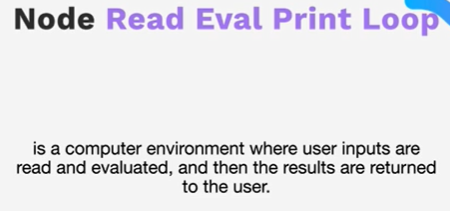 Node Read Eval Print Loop
is a computer environment where user inputs are
read and evaluated, and then the results are returned
to the user.